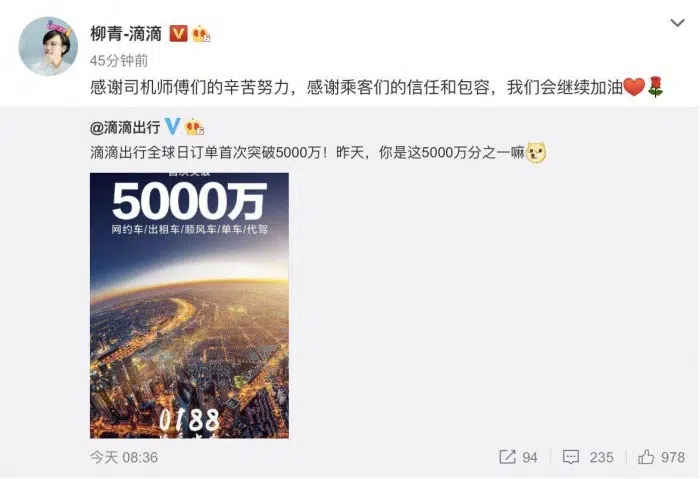 柳青-滴滴
45分钟前
感谢司机师傅们的辛苦努力，感谢乘客们的信任和包容，我们会继续加油
@滴滴出行
滴滴出行全球日订单首次突破5000万！昨天，你是这5000万分之一嘛
5000万
网约车/出租车/顺风车/单车/代驾
0188
今天 08:36
94
235
978